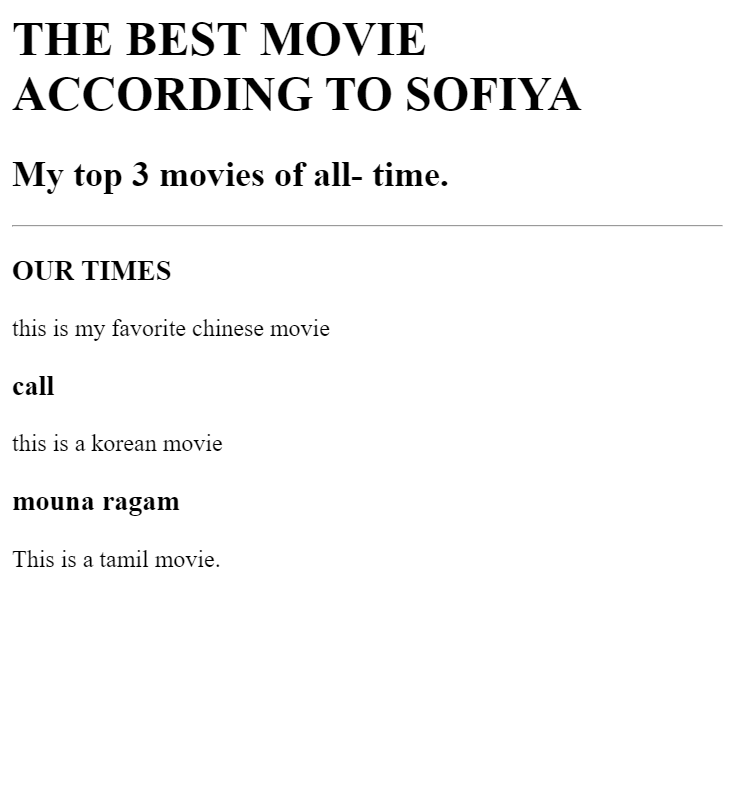 THE BEST MOVIE
ACCORDING TO SOFIYA
My top 3 movies of all- time.
OUR TIMES
this is my favorite chinese movie
call
this is a korean movie
mouna ragam
This is a tamil movie.